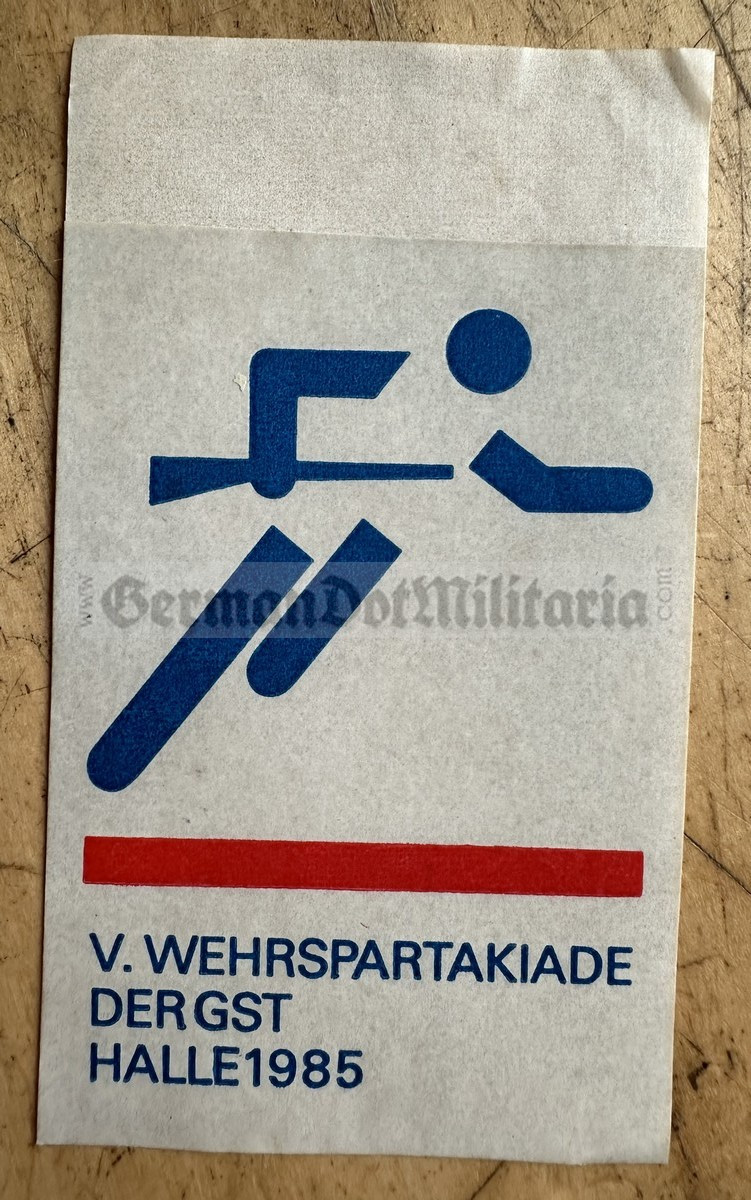 www.GermanDotMilitaria.com
V. WEHRSPARTAKIADE
DER GST
HALLE 1985